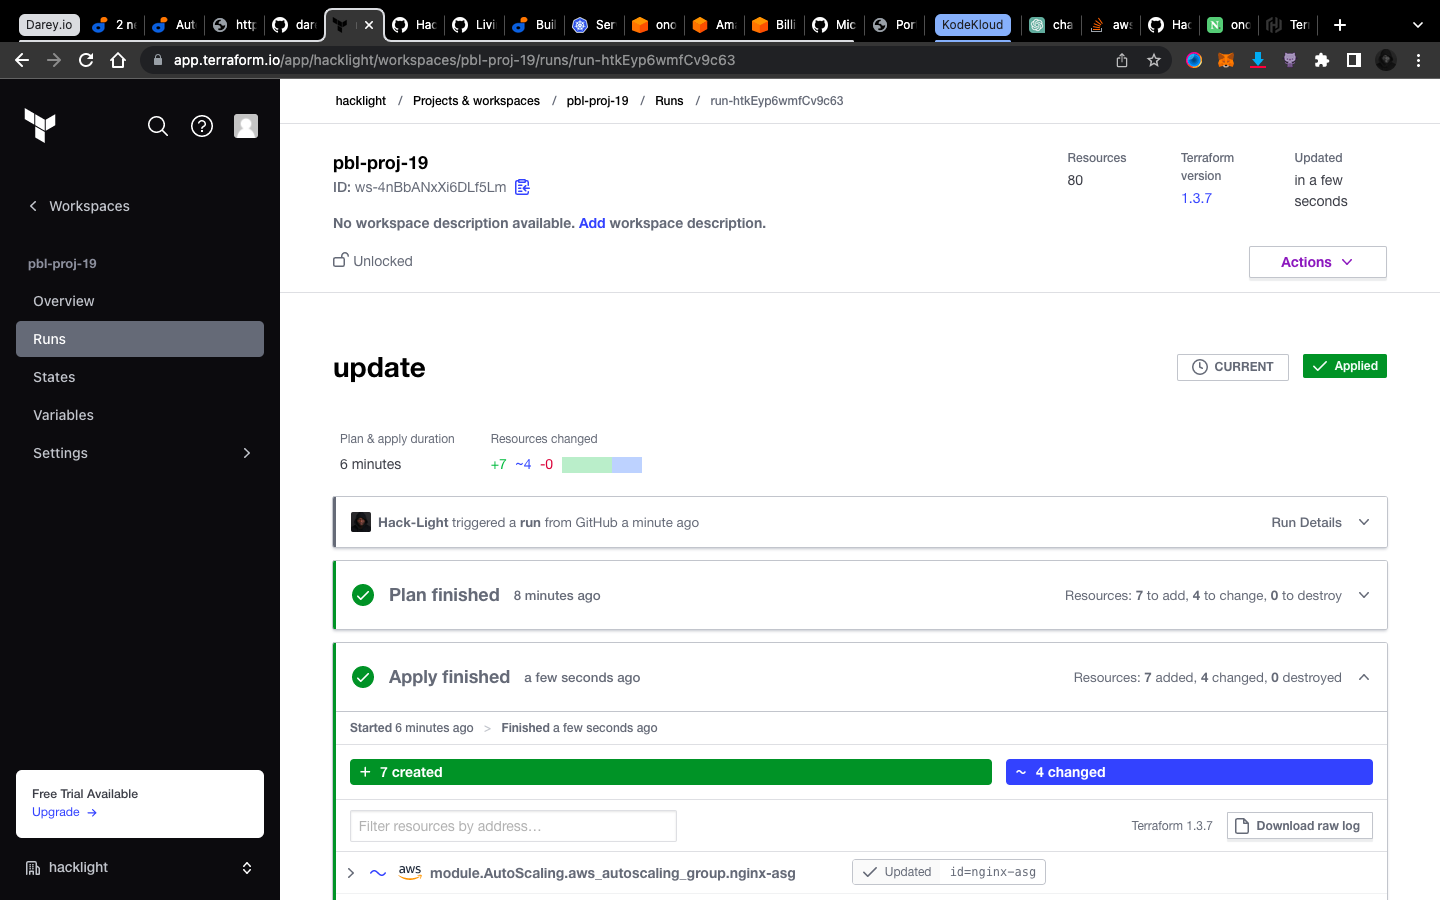 Darey.io
2 ne
Aut
http
dare
Hac
Livi
Buil
Ser
ono
Ama
Billi
Mic
Por
KodeKloud
cha
aws
Hac
ono
Terr
app.terraform.io/app/hacklight/workspaces/pbl-proj-19/runs/run-htkEyp6wmfCv9c63
hacklight / Projects & workspaces / pbl-proj-19 / Runs / run-htkEyp6wmfCv9c63
Workspaces
pbl-proj-19
Overview
Runs
States
Variables
Settings
Free Trial Available
Upgrade →
hacklight
pbl-proj-19
ID: ws-4nBbANxXi6DLf5Lm
No workspace description available. Add workspace description.
Unlocked
Resources
80
Terraform version
1.3.7
Updated
in a few seconds
Actions
update
CURRENT
Applied
Plan & apply duration
6 minutes
Resources changed
+7 ~4 -0
Hack-Light triggered a run from GitHub a minute ago
Run Details
Plan finished 8 minutes ago
Resources: 7 to add, 4 to change, 0 to destroy
Apply finished a few seconds ago
Resources: 7 added, 4 changed, 0 destroyed
Started 6 minutes ago > Finished a few seconds ago
+ 7 created
~ 4 changed
Filter resources by address…
Terraform 1.3.7
Download raw log
aws module.AutoScaling.aws_autoscaling_group.nginx-asg
Updated id=nginx-asg